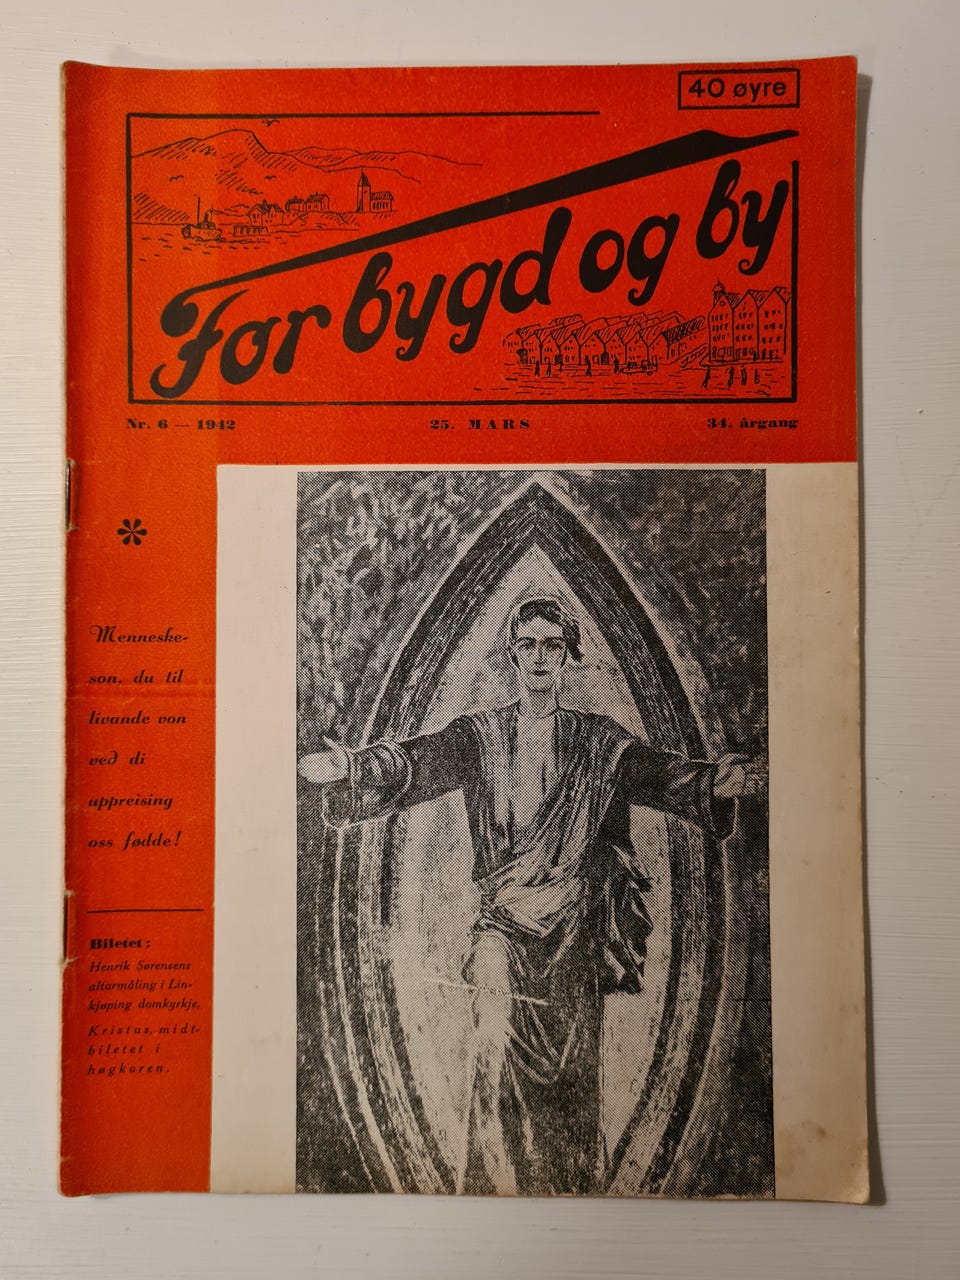 40 øyre
For bygd og by
Nr. 6 — 1942 25. MARS 34. årgang
*
Menneske-
son, du til
livande von
ved di
uppreising
oss fødde!
Biletet:
Henrik Sørensens
altarmåling i Lin-
kjøping domkyrkje,
Kristus, midt-
biletet i
høgkoren.